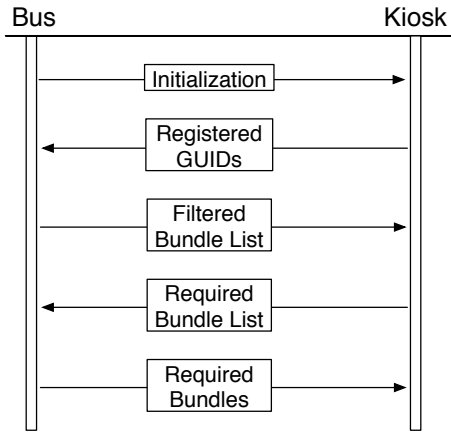 Bus Kiosk
Initialization
Registered
GUIDs
Filtered
Bundle List
Required
Bundle List
Required
Bundles